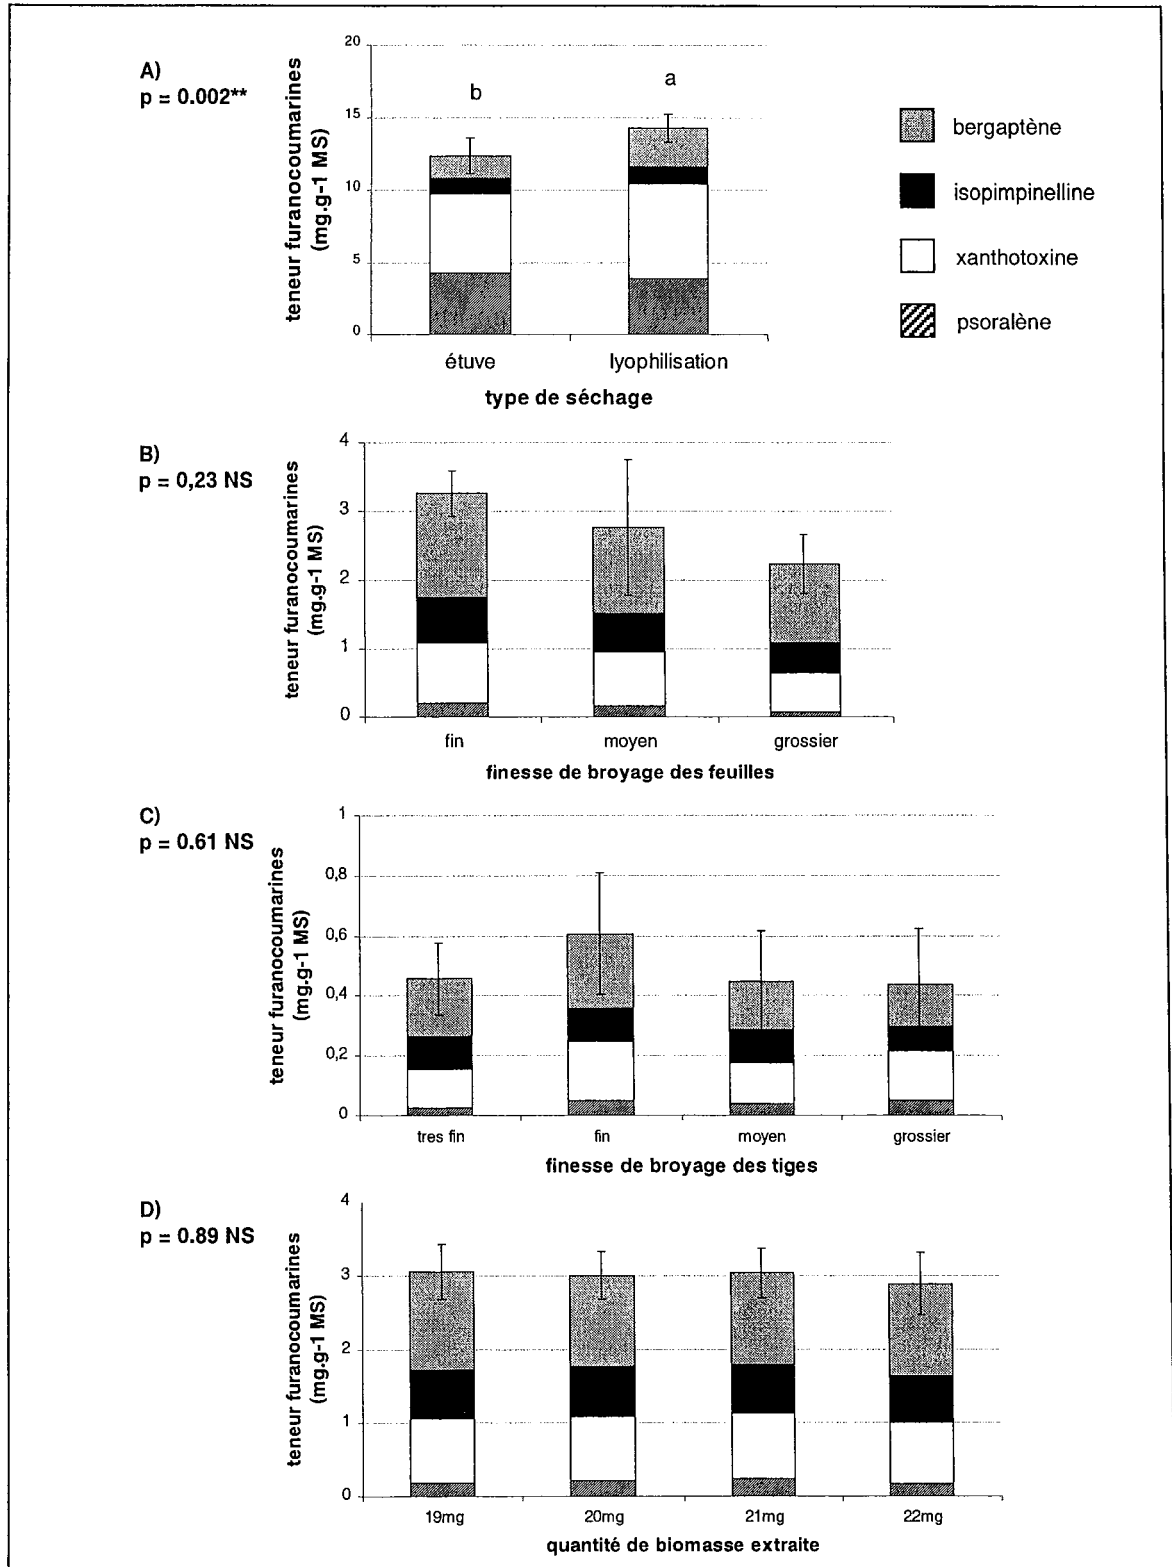 A)
p = 0.002**
teneur furanocoumarines
(mg.g-1 MS)
20
15
10
5
0
b
a
étuve
lyophilisation
type de séchage
bergaptène
isopimpinelline
xanthotoxine
psoralène
B)
p = 0,23 NS
teneur furanocoumarines
(mg.g-1 MS)
4
3
2
1
0
fin
moyen
grossier
finesse de broyage des feuilles
C)
p = 0.61 NS
teneur furanocoumarines
(mg.g-1 MS)
1
0,8
0,6
0,4
0,2
0
tres fin
fin
moyen
grossier
finesse de broyage des tiges
D)
p = 0.89 NS
teneur furanocoumarines
(mg.g-1 MS)
4
3
2
1
0
19mg
20mg
21mg
22mg
quantité de biomasse extraite